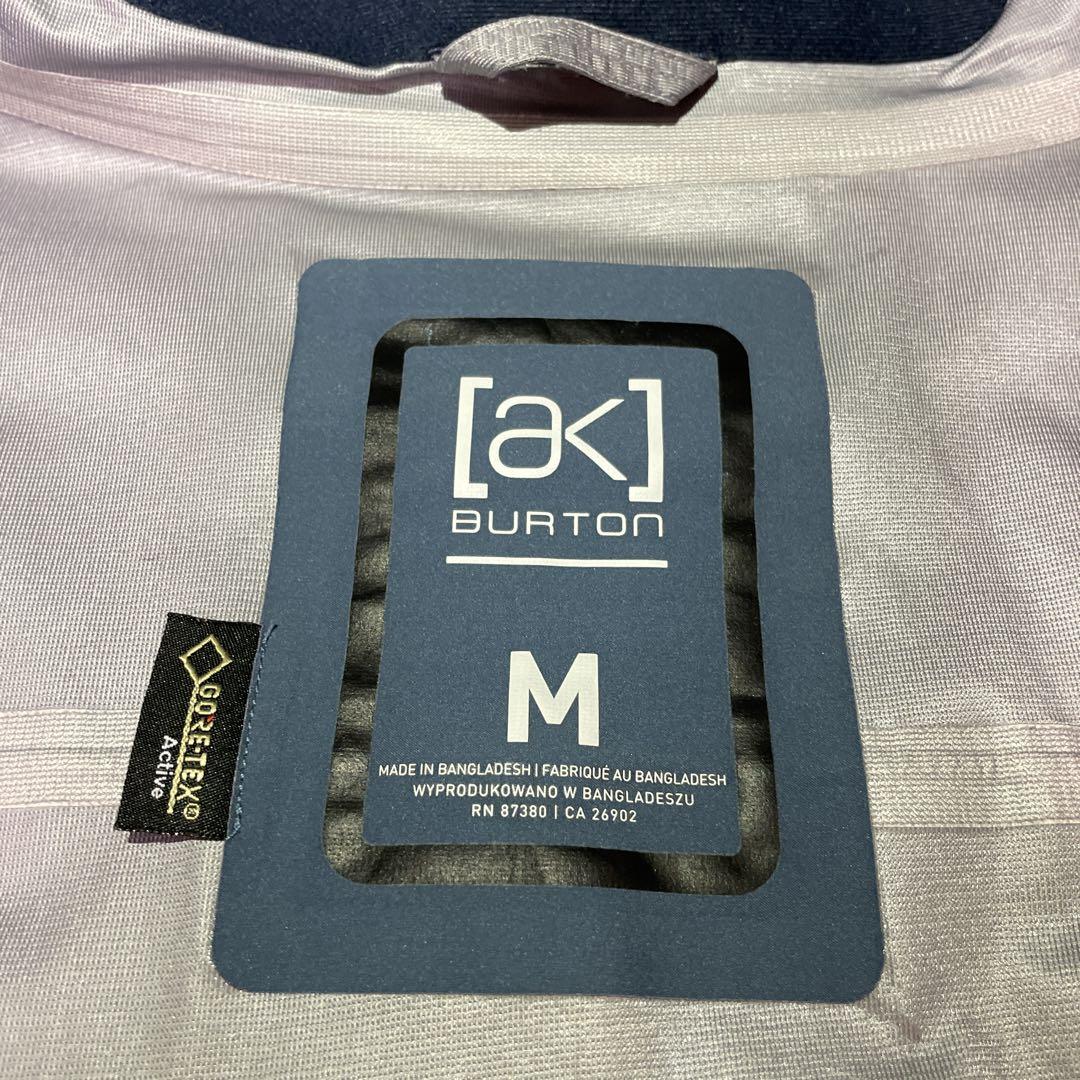 [ak]
BURTON
M
MADE IN BANGLADESH | FABRIQUÉ AU BANGLADESH
WYPRODUKOWANO W BANGLADESZU
RN 87380 | CA 26902
GORE-TEX®
Active